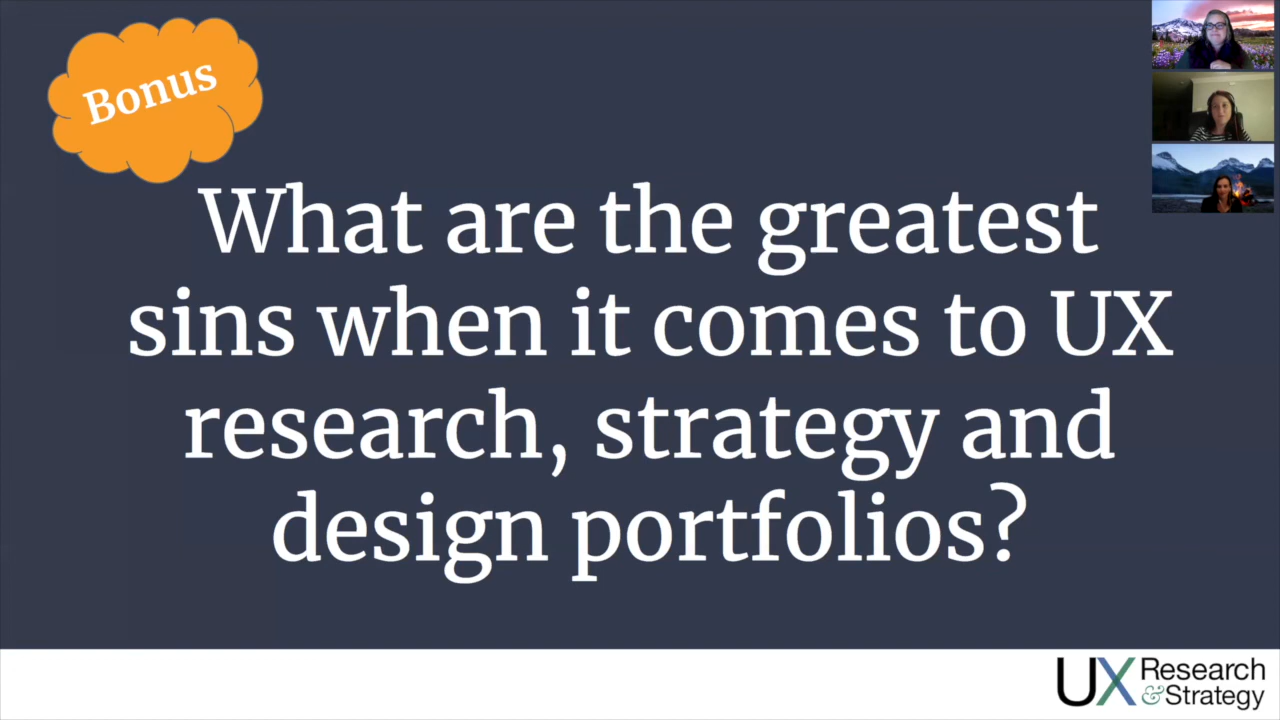 Bonus
What are the greatest
sins when it comes to UX
research, strategy and
design portfolios?
UX Research
& Strategy